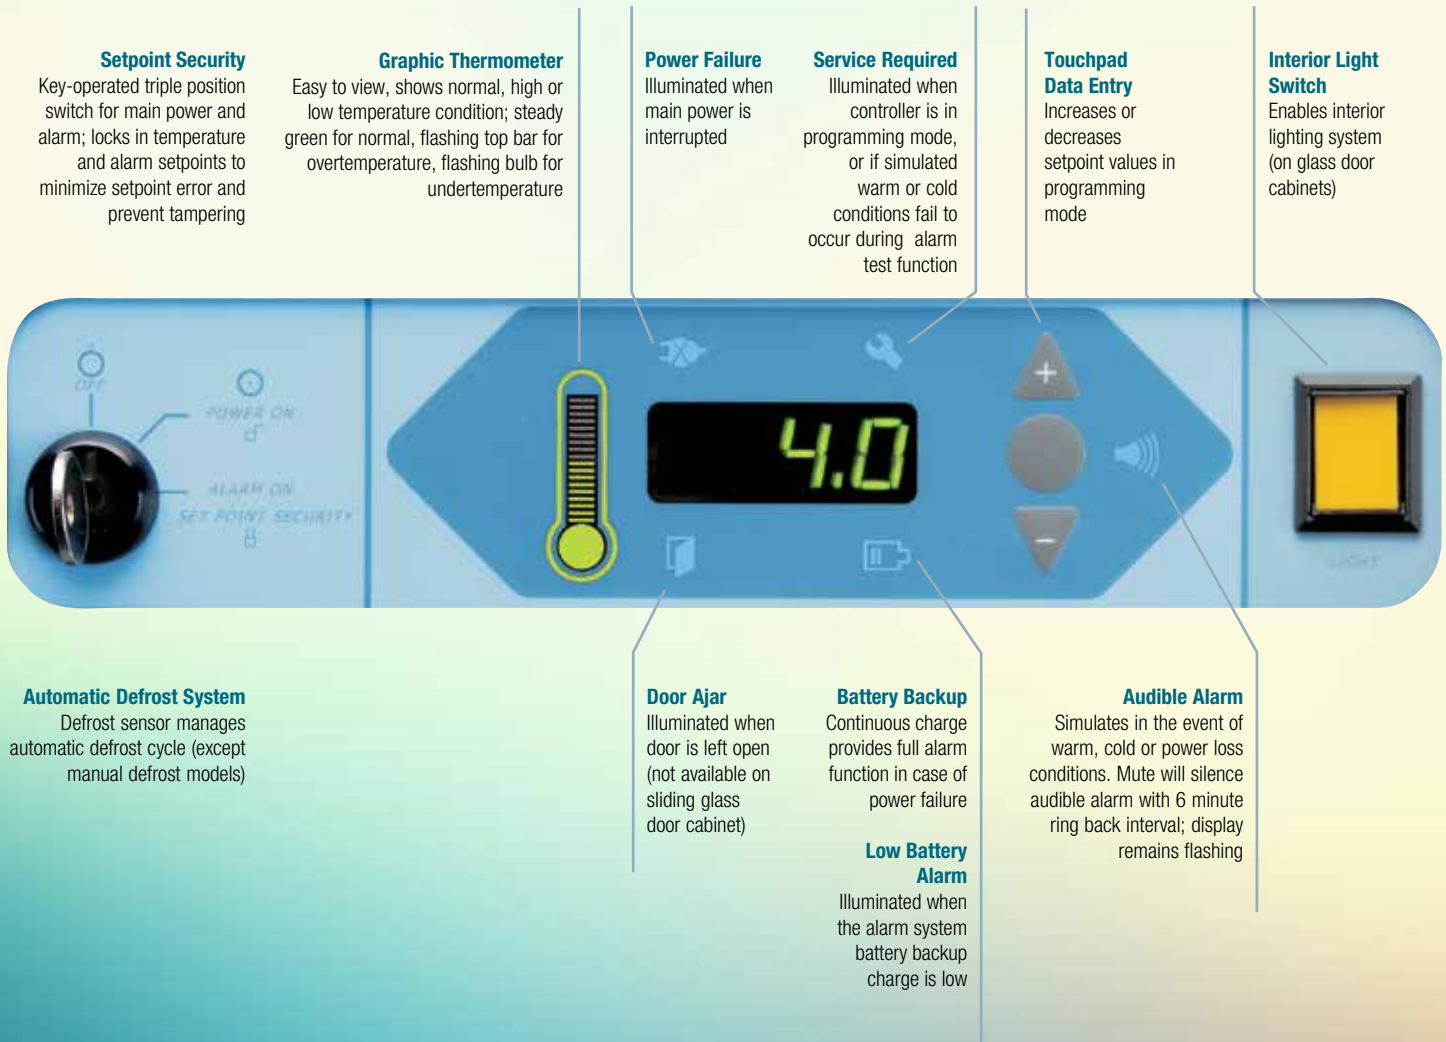 Setpoint Security
Key-operated triple position
switch for main power and
alarm; locks in temperature
and alarm setpoints to
minimize setpoint error and
prevent tampering
Graphic Thermometer
Easy to view, shows normal, high or
low temperature condition; steady
green for normal, flashing top bar for
overtemperature, flashing bulb for
undertemperature
Power Failure
Illuminated when
main power is
interrupted
Service Required
Illuminated when
controller is in
programming mode,
or if simulated
warm or cold
conditions fail to
occur during alarm
test function
Touchpad
Data Entry
Increases or
decreases
setpoint values in
programming
mode
Interior Light
Switch
Enables interior
lighting system
(on glass door
cabinets)
OFF
POWER ON
ALARM ON
SET POINT SECURITY
4.0
+
-
LIGHT
Automatic Defrost System
Defrost sensor manages
automatic defrost cycle (except
manual defrost models)
Door Ajar
Illuminated when
door is left open
(not available on
sliding glass
door cabinet)
Battery Backup
Continuous charge
provides full alarm
function in case of
power failure
Low Battery
Alarm
Illuminated when
the alarm system
battery backup
charge is low
Audible Alarm
Simulates in the event of
warm, cold or power loss
conditions. Mute will silence
audible alarm with 6 minute
ring back interval; display
remains flashing